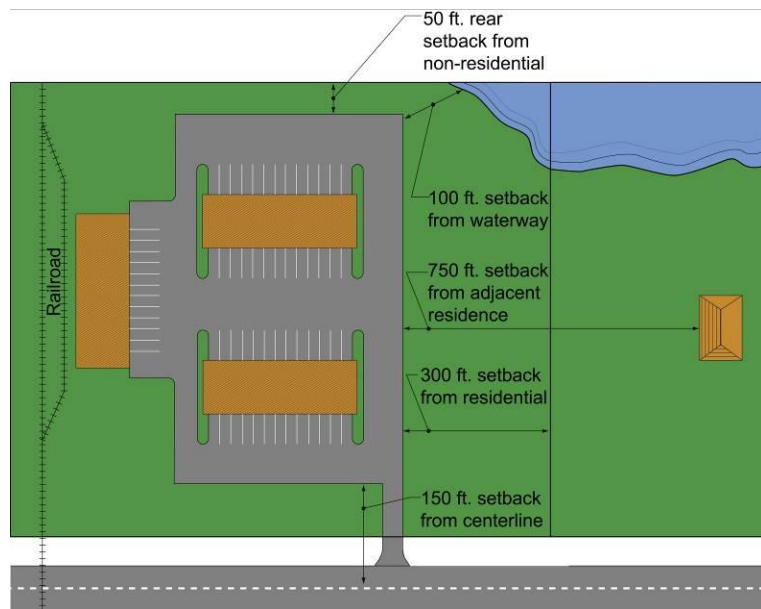 50 ft. rear
setback from
non-residential
100 ft. setback
from waterway
750 ft. setback
from adjacent
residence
Railroad
300 ft. setback
from residential
150 ft. setback
from centerline